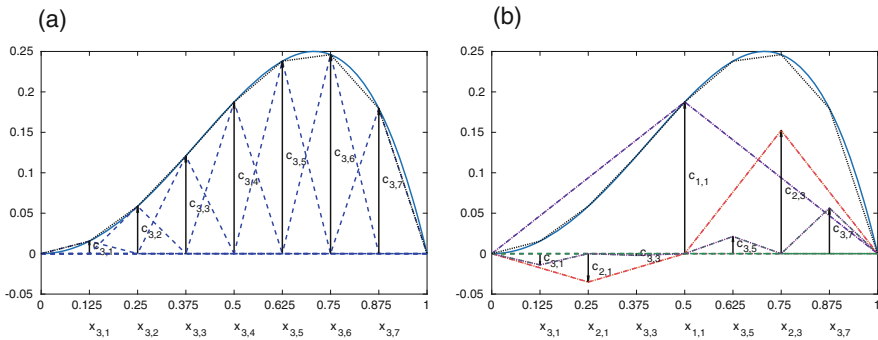 (a)
0.25
0.2
0.15
0.1
0.05
0
-0.05
c3,1
c3,2
c3,3
c3,4
c3,5
c3,6
c3,7
0 0.125 0.25 0.375 0.5 0.625 0.75 0.875 1
x3,1 x3,2 x3,3 x3,4 x3,5 x3,6 x3,7
(b)
0.25
0.2
0.15
0.1
0.05
0
-0.05
c3,1
c2,1
c3,3
c1,1
c3,5
c2,3
c3,7
0 0.125 0.25 0.375 0.5 0.625 0.75 0.875 1
x3,1 x2,1 x3,3 x1,1 x3,5 x2,3 x3,7